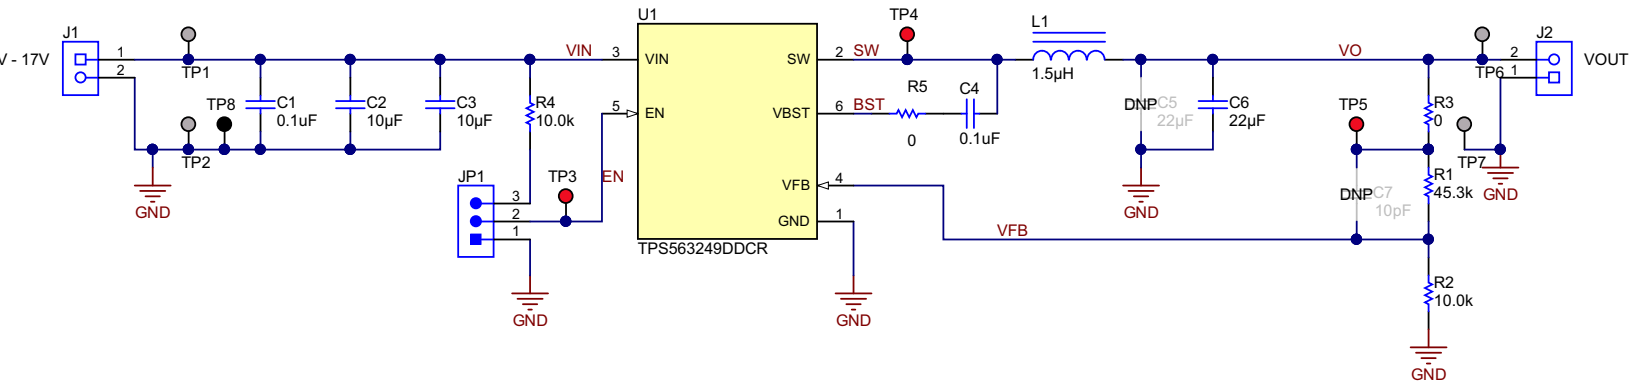 J1
V - 17V
1
2
TP1
TP8
TP2
GND
C1
0.1uF
C2
10µF
C3
10µF
R4
10.0k
VIN
JP1
3
2
1
TP3
EN
GND
U1
3
VIN
5
EN
SW
2
VBST
6
VFB
4
GND
1
TPS563249DDCR
GND
SW
TP4
BST
R5
0
C4
0.1uF
L1
1.5µH
DNP
C5
22µF
C6
22µF
GND
VO
VFB
TP5
DNP
C7
10pF
R3
0
R1
45.3k
R2
10.0k
GND
TP6
TP7
GND
J2
2
1
VOUT